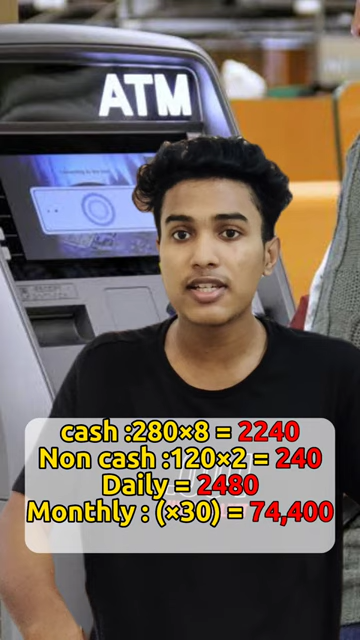 ATM
cash :280×8 = 2240
Non cash :120×2 = 240
Daily = 2480
Monthly : (×30) = 74,400